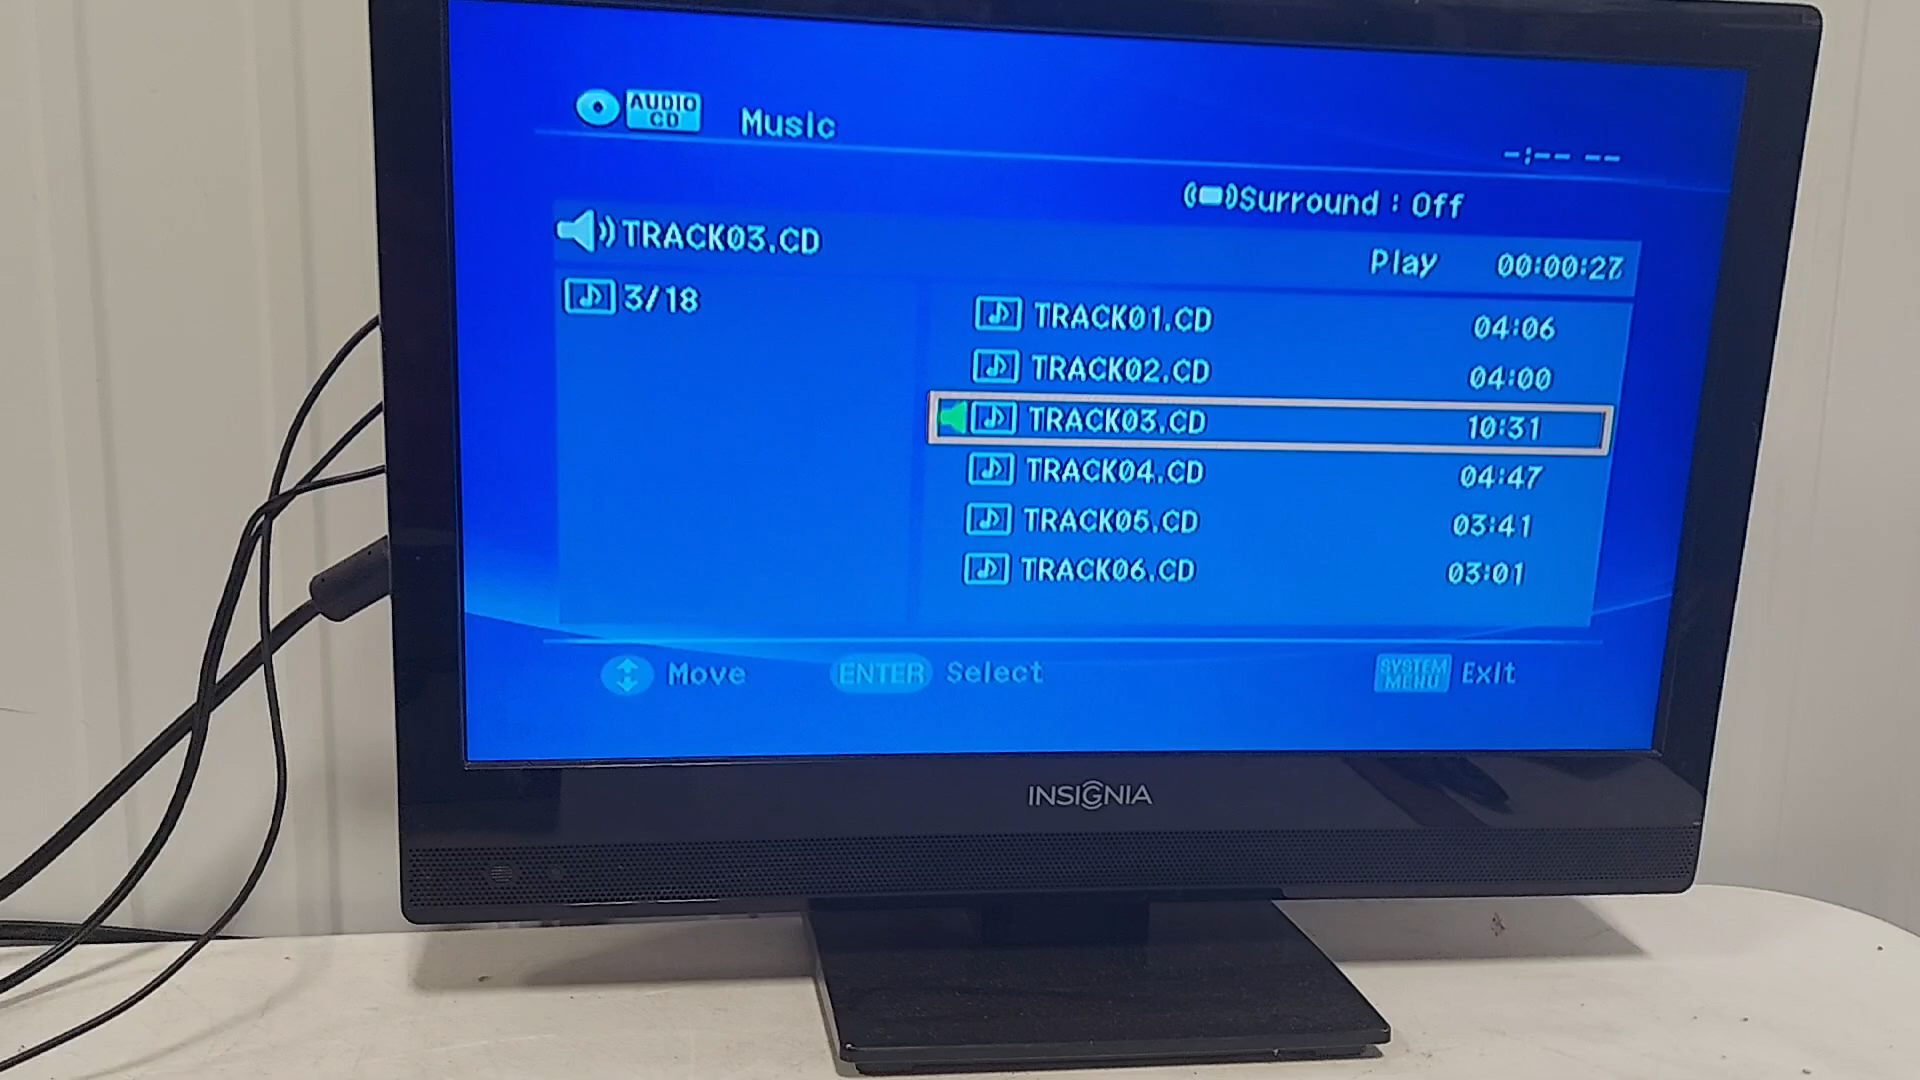 AUDIO CD Music
-:-- --
Surround : Off
TRACK03.CD
Play 00:00:27
3/18
TRACK01.CD 04:06
TRACK02.CD 04:00
TRACK03.CD 10:31
TRACK04.CD 04:47
TRACK05.CD 03:41
TRACK06.CD 03:01
Move ENTER Select SYSTEM MENU Exit
INSIGNIA